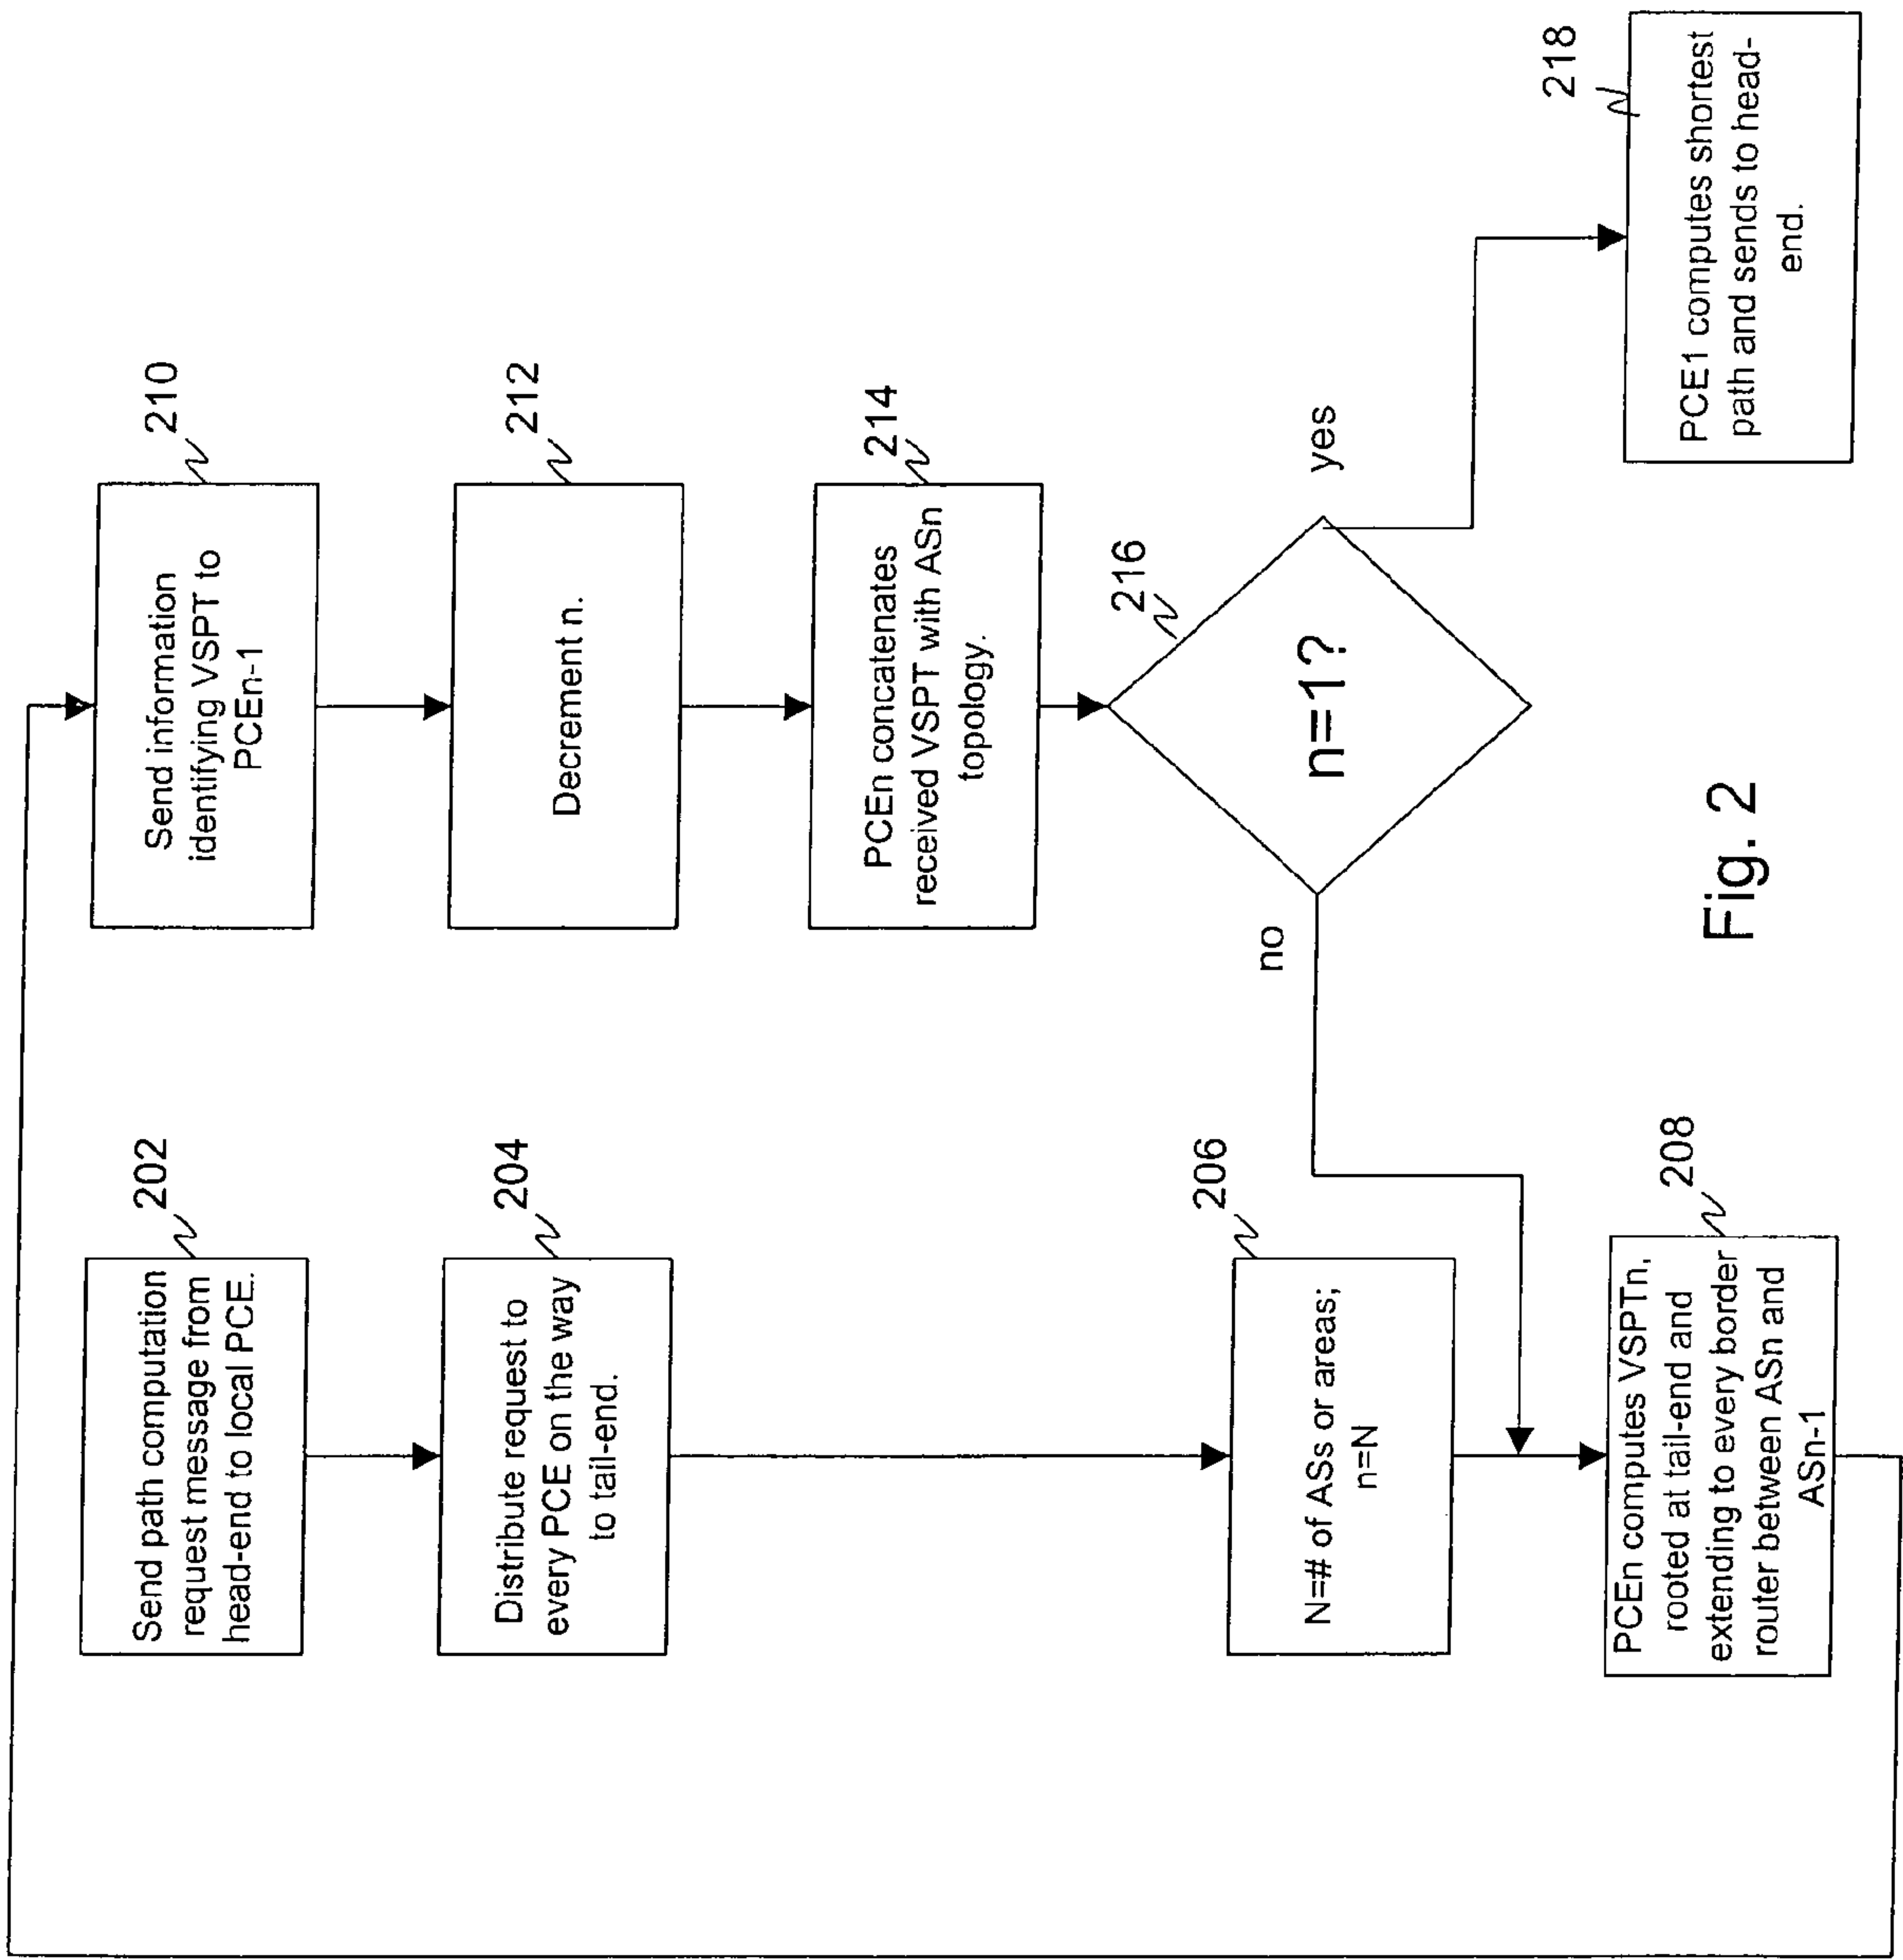 202
Send path computation
request message from
head-end to local PCE.
204
Distribute request to
every PCE on the way
to tail-end.
206
N=# of ASs or areas;
n=N
208
PCEn computes VSPTn,
rooted at tail-end and
extending to every border
router between ASn and
ASn-1
210
Send information
identifying VSPT to
PCEn-1
212
Decrement n.
214
PCEn concatenates
received VSPT with ASn
topology.
216
n=1?
no
yes
218
PCE1 computes shortest
path and sends to head-
end.
Fig. 2